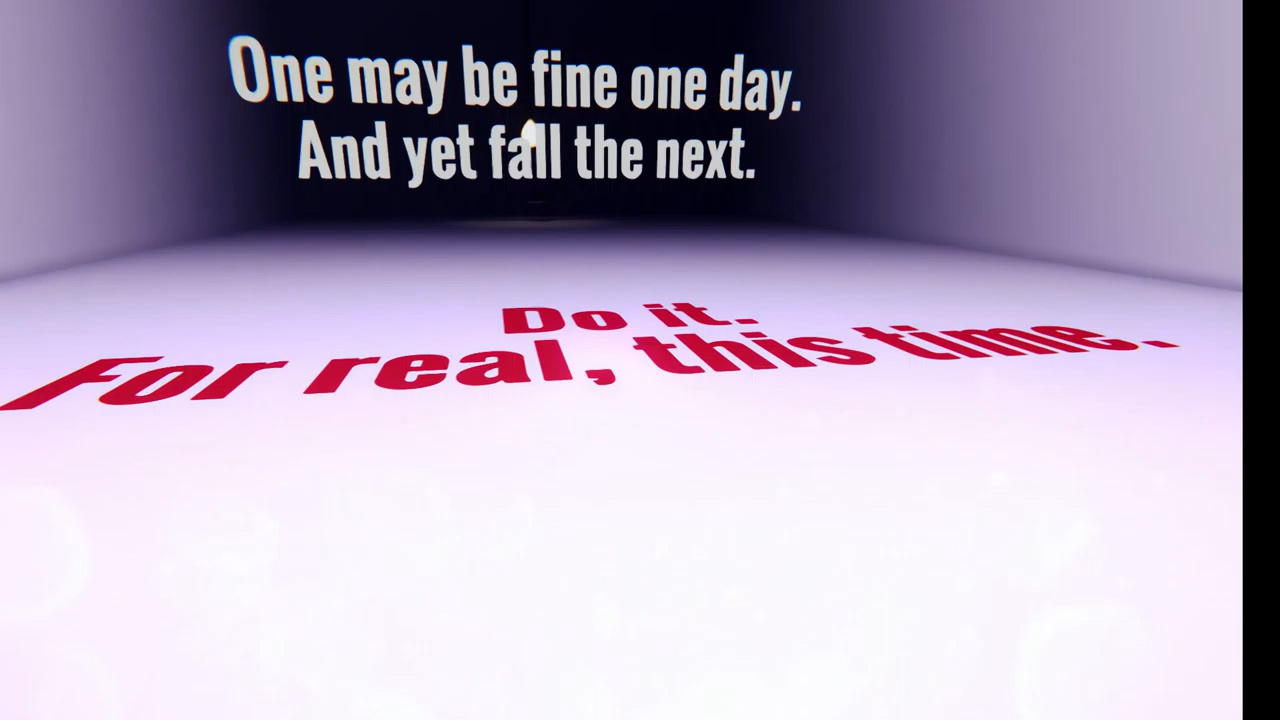 One may be fine one day.
And yet fall the next.
Do it.
For real, this time.